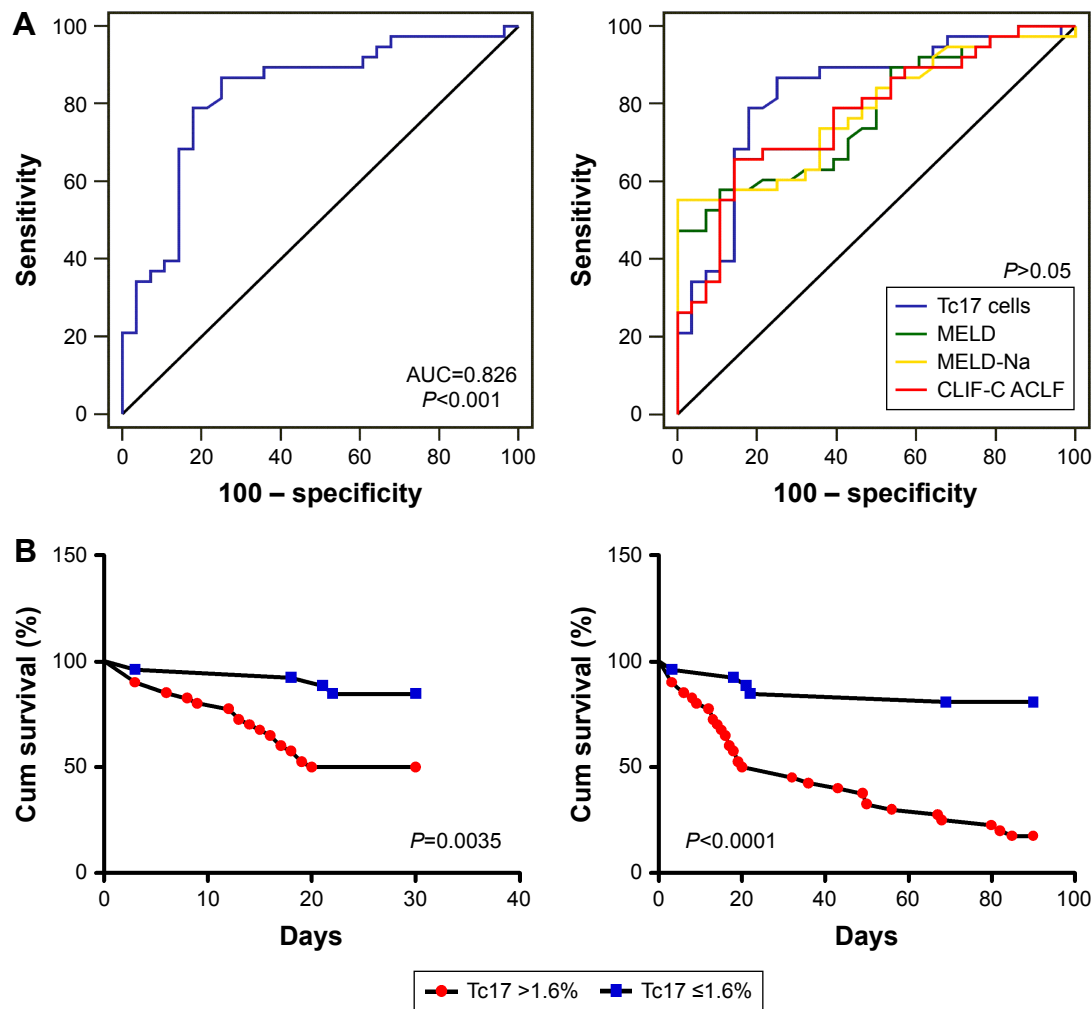 A
Sensitivity
100
80
60
40
20
0
AUC=0.826
P<0.001
0 20 40 60 80 100
100 – specificity
Sensitivity
100
80
60
40
20
0
P>0.05
Tc17 cells
MELD
MELD-Na
CLIF-C ACLF
0 20 40 60 80 100
100 – specificity
B
Cum survival (%)
150
100
50
0
P=0.0035
0 10 20 30 40
Days
Cum survival (%)
150
100
50
0
P<0.0001
0 20 40 60 80 100
Days
Tc17 >1.6% Tc17 ≤1.6%